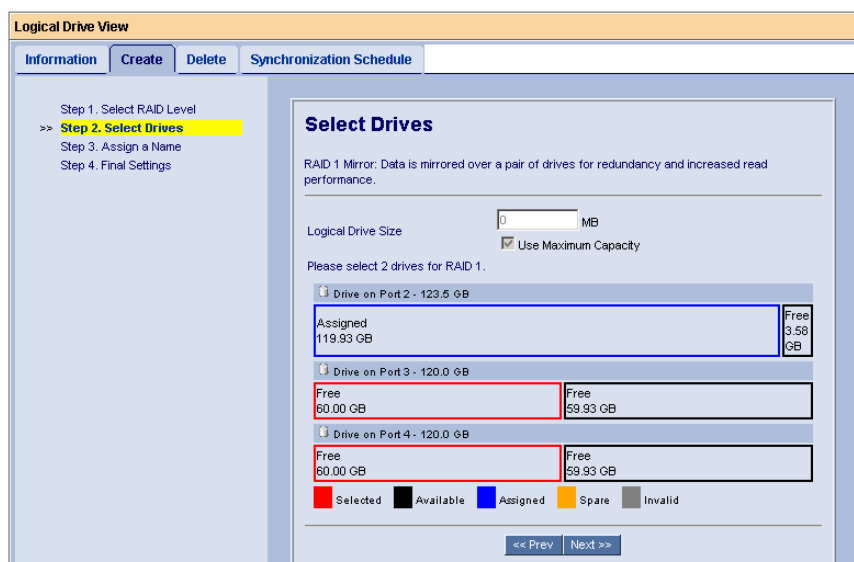 Logical Drive View
Information Create Delete Synchronization Schedule
Step 1. Select RAID Level
>> Step 2. Select Drives
Step 3. Assign a Name
Step 4. Final Settings
Select Drives
RAID 1 Mirror: Data is mirrored over a pair of drives for redundancy and increased read
performance.
Logical Drive Size 0 MB
Use Maximum Capacity
Please select 2 drives for RAID 1.
Drive on Port 2 - 123.5 GB
Assigned
119.93 GB
Free
3.58
GB
Drive on Port 3 - 120.0 GB
Free Free
60.00 GB 59.93 GB
Drive on Port 4 - 120.0 GB
Free Free
60.00 GB 59.93 GB
Selected Available Assigned Spare Invalid
<< Prev Next >>